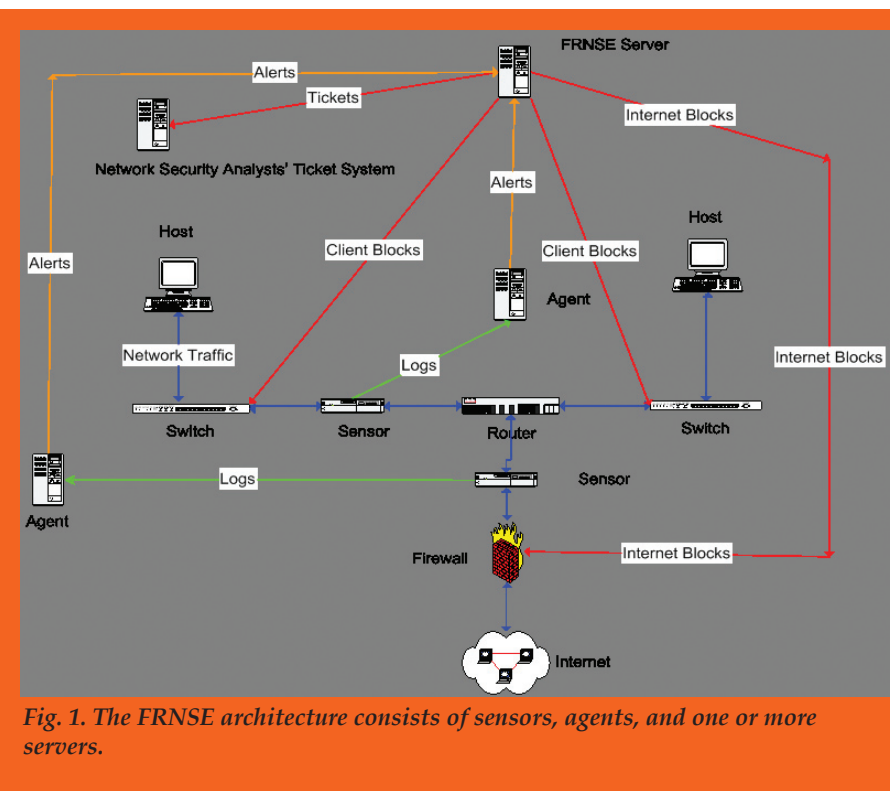 FRNSE Server
Alerts
Tickets
Internet Blocks
Network Security Analysts' Ticket System
Alerts
Host
Host
Client Blocks
Client Blocks
Alerts
Agent
Network Traffic
Logs
Internet Blocks
Switch
Sensor
Router
Switch
Logs
Sensor
Agent
Firewall
Internet Blocks
Internet
Fig. 1. The FRNSE architecture consists of sensors, agents, and one or more
servers.